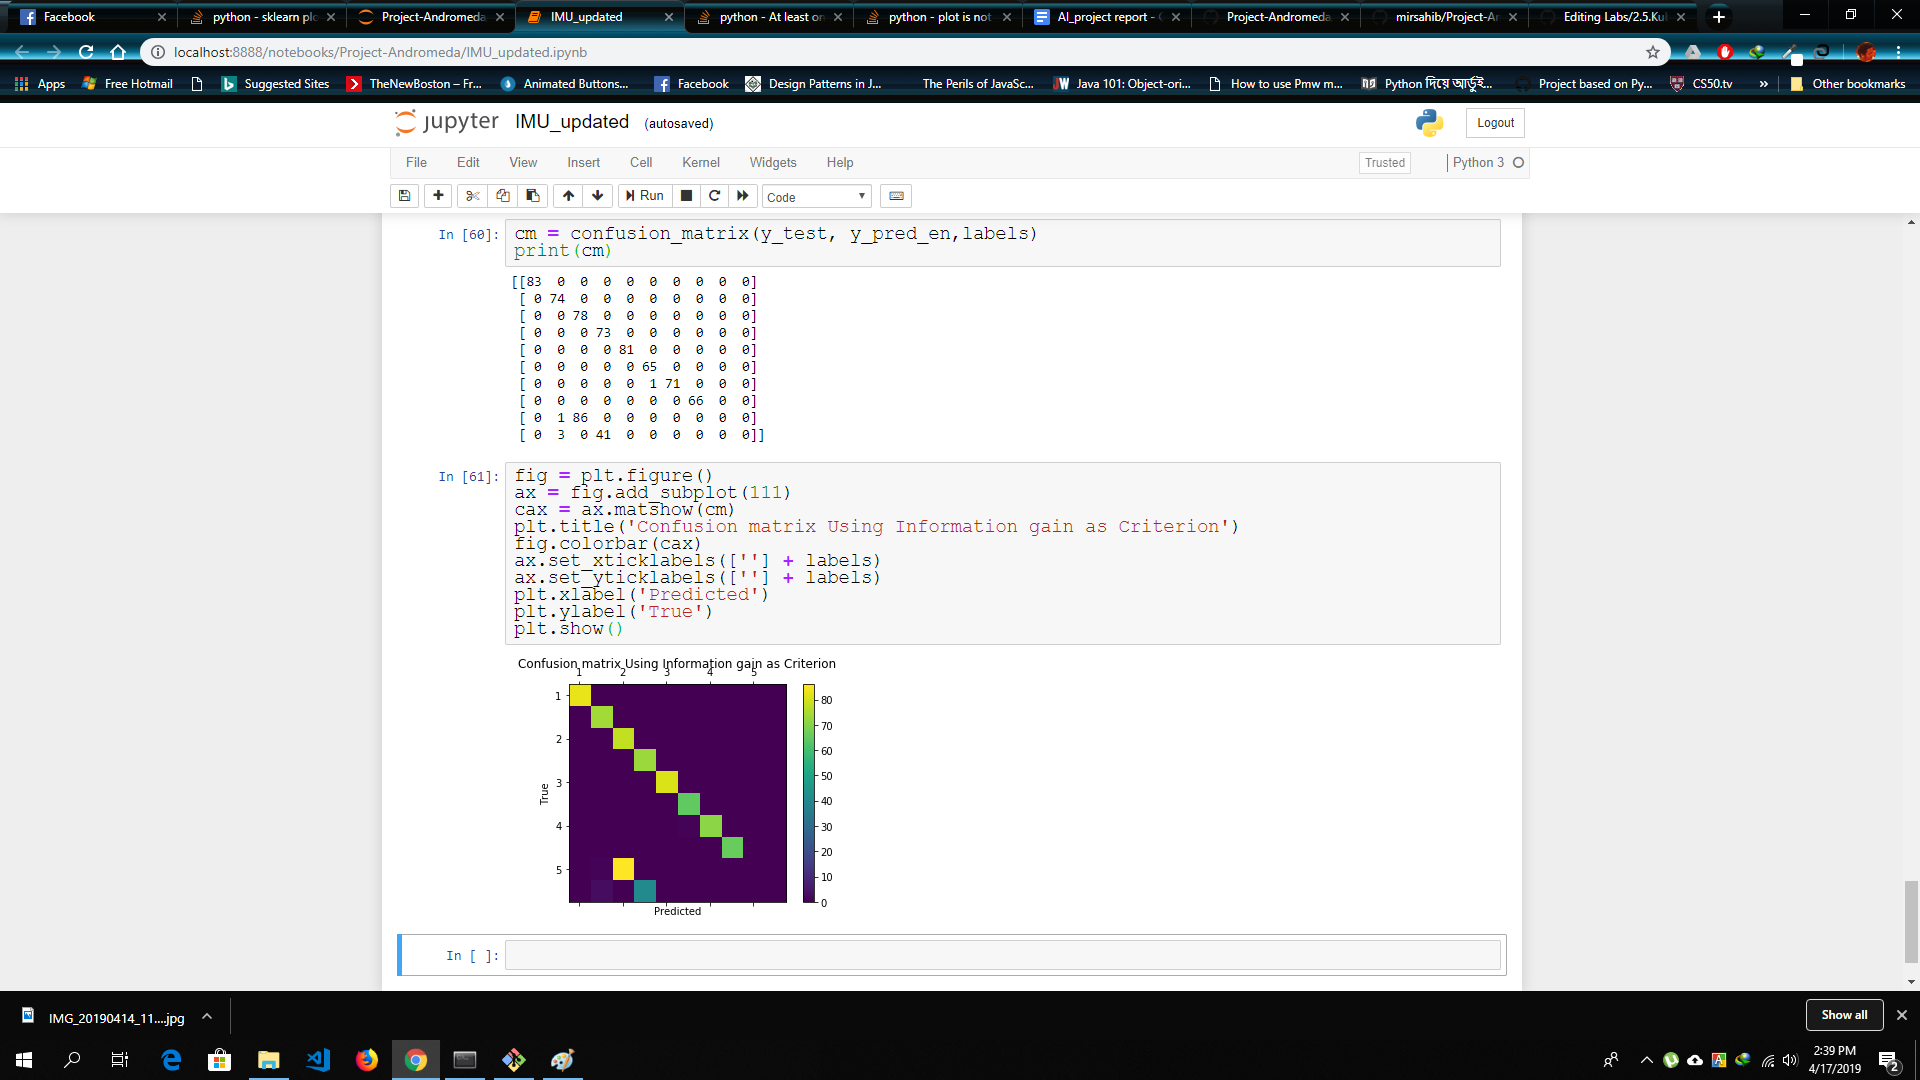 Facebook
python - sklearn plo
Project-Andromeda
IMU_updated
python - At least on
python - plot is not
AI_project report - G
Project-Andromeda
mirsahib/Project-An
Editing Labs/2.5.Kul
localhost:8888/notebooks/Project-Andromeda/IMU_updated.ipynb
Apps
Free Hotmail
Suggested Sites
TheNewBoston – Fr...
Animated Buttons...
Facebook
Design Patterns in J...
The Perils of JavaSc...
Java 101: Object-ori...
How to use Pmw m...
Python দিয়ে আর্ডুই...
Project based on Py...
CS50.tv
»
Other bookmarks
jupyter IMU_updated (autosaved)
Logout
File Edit View Insert Cell Kernel Widgets Help
Trusted
Python 3
Run
Code
In [60]:
cm = confusion_matrix(y_test, y_pred_en,labels)
print(cm)
[[83 0 0 0 0 0 0 0 0 0]
[ 0 74 0 0 0 0 0 0 0 0]
[ 0 0 78 0 0 0 0 0 0 0]
[ 0 0 0 73 0 0 0 0 0 0]
[ 0 0 0 0 81 0 0 0 0 0]
[ 0 0 0 0 0 65 0 0 0 0]
[ 0 0 0 0 0 1 71 0 0 0]
[ 0 0 0 0 0 0 0 66 0 0]
[ 0 1 86 0 0 0 0 0 0 0]
[ 0 3 0 41 0 0 0 0 0 0]]
In [61]:
fig = plt.figure()
ax = fig.add_subplot(111)
cax = ax.matshow(cm)
plt.title('Confusion matrix Using Information gain as Criterion')
fig.colorbar(cax)
ax.set_xticklabels([''] + labels)
ax.set_yticklabels([''] + labels)
plt.xlabel('Predicted')
plt.ylabel('True')
plt.show()
Confusion matrix Using Information gain as Criterion
1 2 3 4 5
1
2
3
4
5
True
Predicted
80
70
60
50
40
30
20
10
0
In [ ]:
IMG_20190414_11....jpg
Show all
2:39 PM
4/17/2019
2